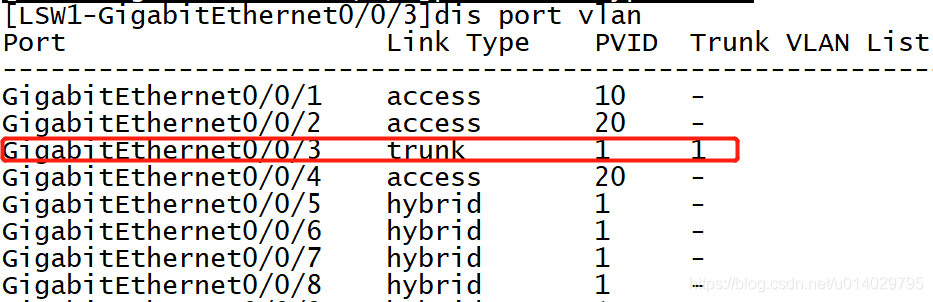 [LSW1-GigabitEthernet0/0/3]dis port vlan
Port Link Type PVID Trunk VLAN List
-------------------------------------------------------------------------------
GigabitEthernet0/0/1 access 10 -
GigabitEthernet0/0/2 access 20 -
GigabitEthernet0/0/3 trunk 1 1
GigabitEthernet0/0/4 access 20 -
GigabitEthernet0/0/5 hybrid 1 -
GigabitEthernet0/0/6 hybrid 1 -
GigabitEthernet0/0/7 hybrid 1 -
GigabitEthernet0/0/8 hybrid 1 -
https://blog.csdn.net/u014029795